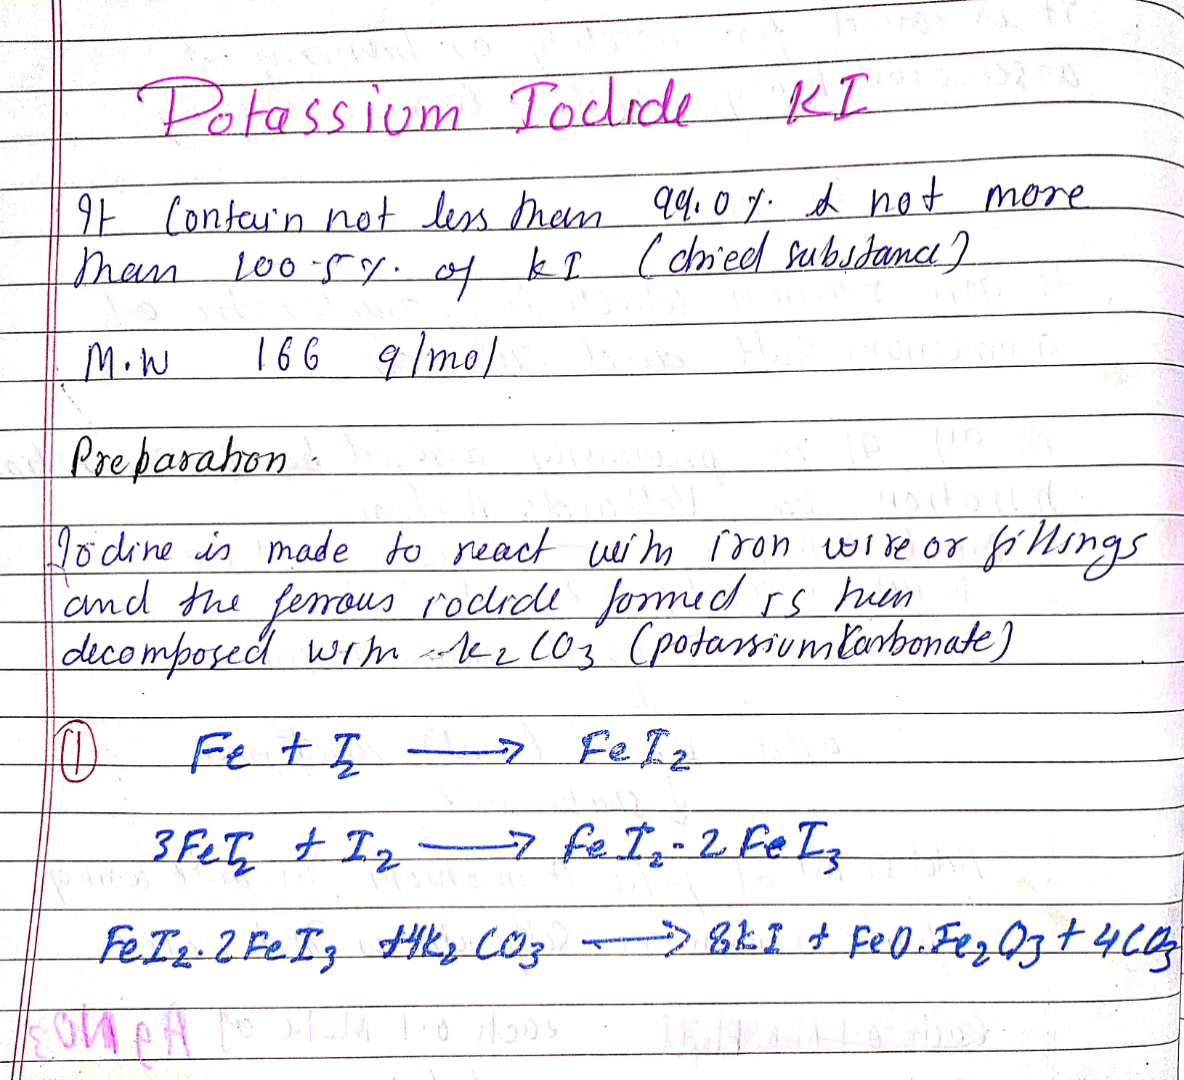 Potassium Iodide KI
It Contain not less than 99.0 %. & not more
than 100.5 %. of KI (dried substance)
M.W 166 g/mol
Preparation.
Iodine is made to react with iron wire or fillings
and the ferrous iodide formed is then
decomposed with K₂CO₃ (potassium Carbonate)
① Fe + I₂ ⟶ FeI₂
3FeI₂ + I₂ ⟶ FeI₂.2FeI₃
FeI₂.2FeI₃ +4K₂CO₃ ⟶ 8KI + FeO.Fe₂O₃ + 4CO₂